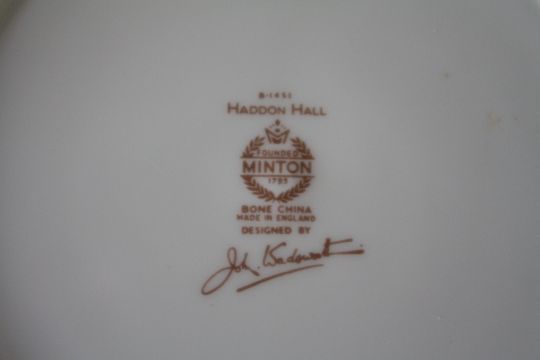 B-1451
HADDON HALL
FOUNDED
MINTON
1793
BONE CHINA
MADE IN ENGLAND
DESIGNED BY
John Wadsworth.